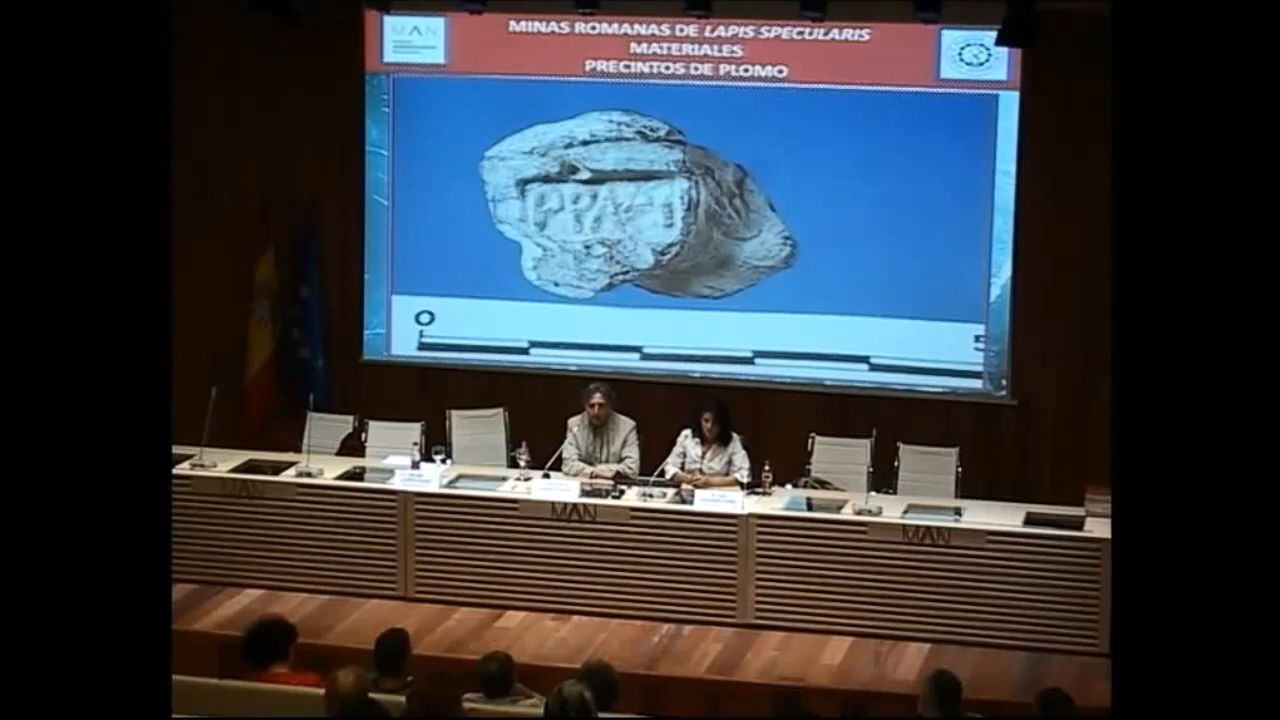 MAN
MINAS ROMANAS DE LAPIS SPECULARIS
MATERIALES
PRECINTOS DE PLOMO
0
5
MAN
MAN
MAN